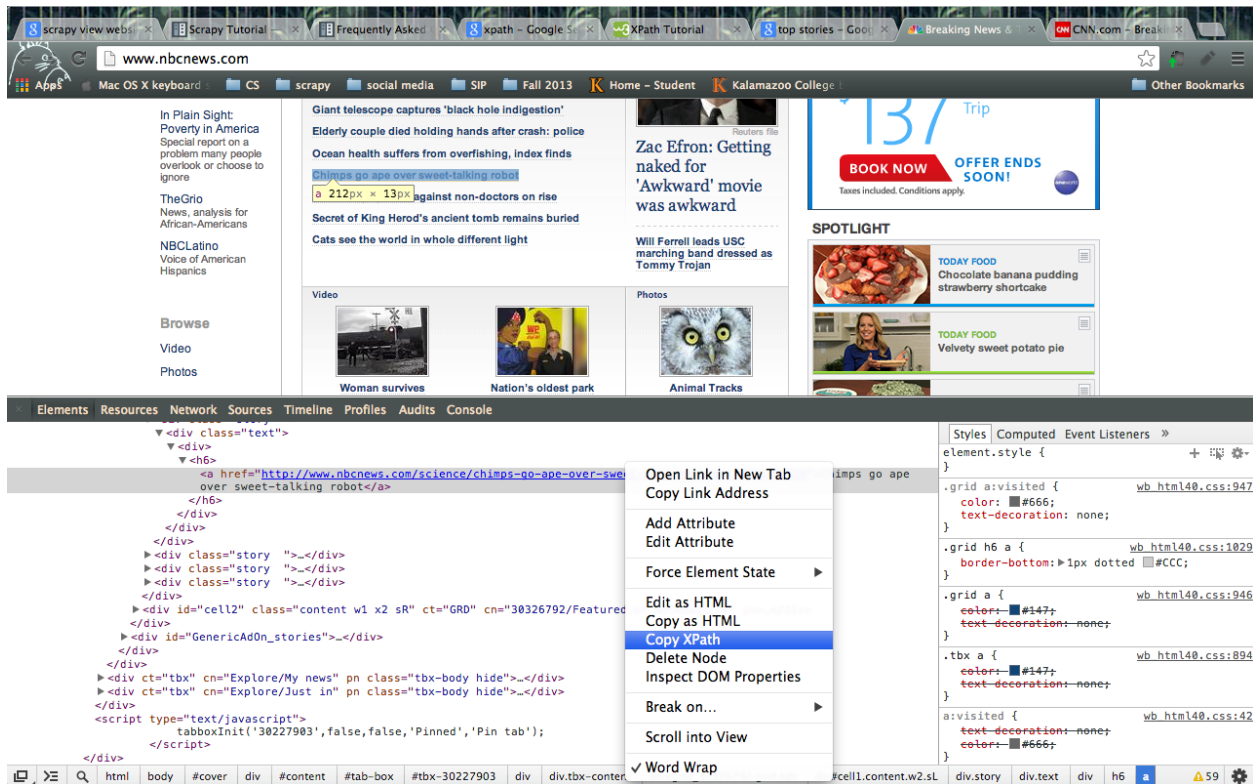 scrapy view webs
Scrapy Tutorial —
Frequently Asked
xpath – Google Se
XPath Tutorial
top stories – Goog
Breaking News &
CNN.com – Breaki
www.nbcnews.com
Apps
Mac OS X keyboard s
CS
scrapy
social media
SIP
Fall 2013
Home – Student
Kalamazoo College
Other Bookmarks
In Plain Sight:
Poverty in America
Special report on a
problem many people
overlook or choose to
ignore
TheGrio
News, analysis for
African-Americans
NBCLatino
Voice of American
Hispanics
Browse
Video
Photos
Giant telescope captures 'black hole indigestion'
Elderly couple died holding hands after crash: police
Ocean health suffers from overfishing, index finds
Chimps go ape over sweet-talking robot
a 212px × 13px
against non-doctors on rise
Secret of King Herod's ancient tomb remains buried
Cats see the world in whole different light
Video
Woman survives
Nation's oldest park
Photos
Animal Tracks
Reuters file
Zac Efron: Getting
naked for
'Awkward' movie
was awkward
Will Ferrell leads USC
marching band dressed as
Tommy Trojan
$137 Trip
BOOK NOW
OFFER ENDS
SOON!
Taxes included. Conditions apply.
oneworld
SPOTLIGHT
TODAY FOOD
Chocolate banana pudding
strawberry shortcake
TODAY FOOD
Velvety sweet potato pie
Elements Resources Network Sources Timeline Profiles Audits Console
▼<div class="text">
▼<div>
▼<h6>
<a href="http://www.nbcnews.com/science/chimps-go-ape-over-swe
himps go ape
over sweet-talking robot</a>
</h6>
</div>
</div>
</div>
▶<div class="story  ">…</div>
▶<div class="story  ">…</div>
▶<div class="story  ">…</div>
</div>
▶<div id="cell2" class="content w1 x2 sR" ct="GRD" cn="30326792/Featured
▶<div id="GenericAdOn_stories">…</div>
</div>
</div>
▶<div ct="tbx" cn="Explore/My news" pn class="tbx-body hide">…</div>
▶<div ct="tbx" cn="Explore/Just in" pn class="tbx-body hide">…</div>
</div>
<script type="text/javascript">
tabboxInit('30227903',false,false,'Pinned','Pin tab');
</script>
</div>
Open Link in New Tab
Copy Link Address
Add Attribute
Edit Attribute
Force Element State ▶
Edit as HTML
Copy as HTML
Copy XPath
Delete Node
Inspect DOM Properties
Break on… ▶
Scroll into View
✓ Word Wrap
Styles Computed Event Listeners »
element.style {
}
.grid a:visited { wb_html40.css:947
color: #666;
text-decoration: none;
}
.grid h6 a { wb_html40.css:1029
border-bottom:▶1px dotted #CCC;
}
.grid a { wb_html40.css:946
color: #147;
text-decoration: none;
}
.tbx a { wb_html40.css:894
color: #147;
text-decoration: none;
}
a:visited { wb_html40.css:42
text-decoration: none;
color: #666;
}
html body #cover div #content #tab-box #tbx-30227903 div div.tbx-conten #cell1.content.w2.sL div.story div.text div h6 a
59